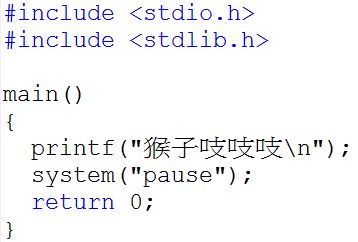 #include <stdio.h>
#include <stdlib.h>
main()
{
printf("猴子吱吱吱\n");
system("pause");
return 0;
}